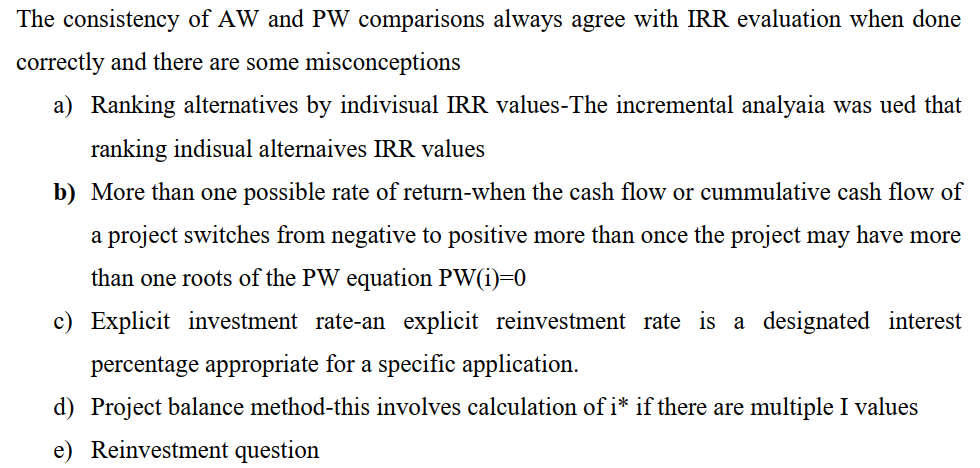 The consistency of AW and PW comparisons always agree with IRR evaluation when done
correctly and there are some misconceptions
a) Ranking alternatives by indivisual IRR values-The incremental analyaia was ued that
ranking indisual alternaives IRR values
b) More than one possible rate of return-when the cash flow or cummulative cash flow of
a project switches from negative to positive more than once the project may have more
than one roots of the PW equation PW(i)=0
c) Explicit investment rate-an explicit reinvestment rate is a designated interest
percentage appropriate for a specific application.
d) Project balance method-this involves calculation of i* if there are multiple I values
e) Reinvestment question